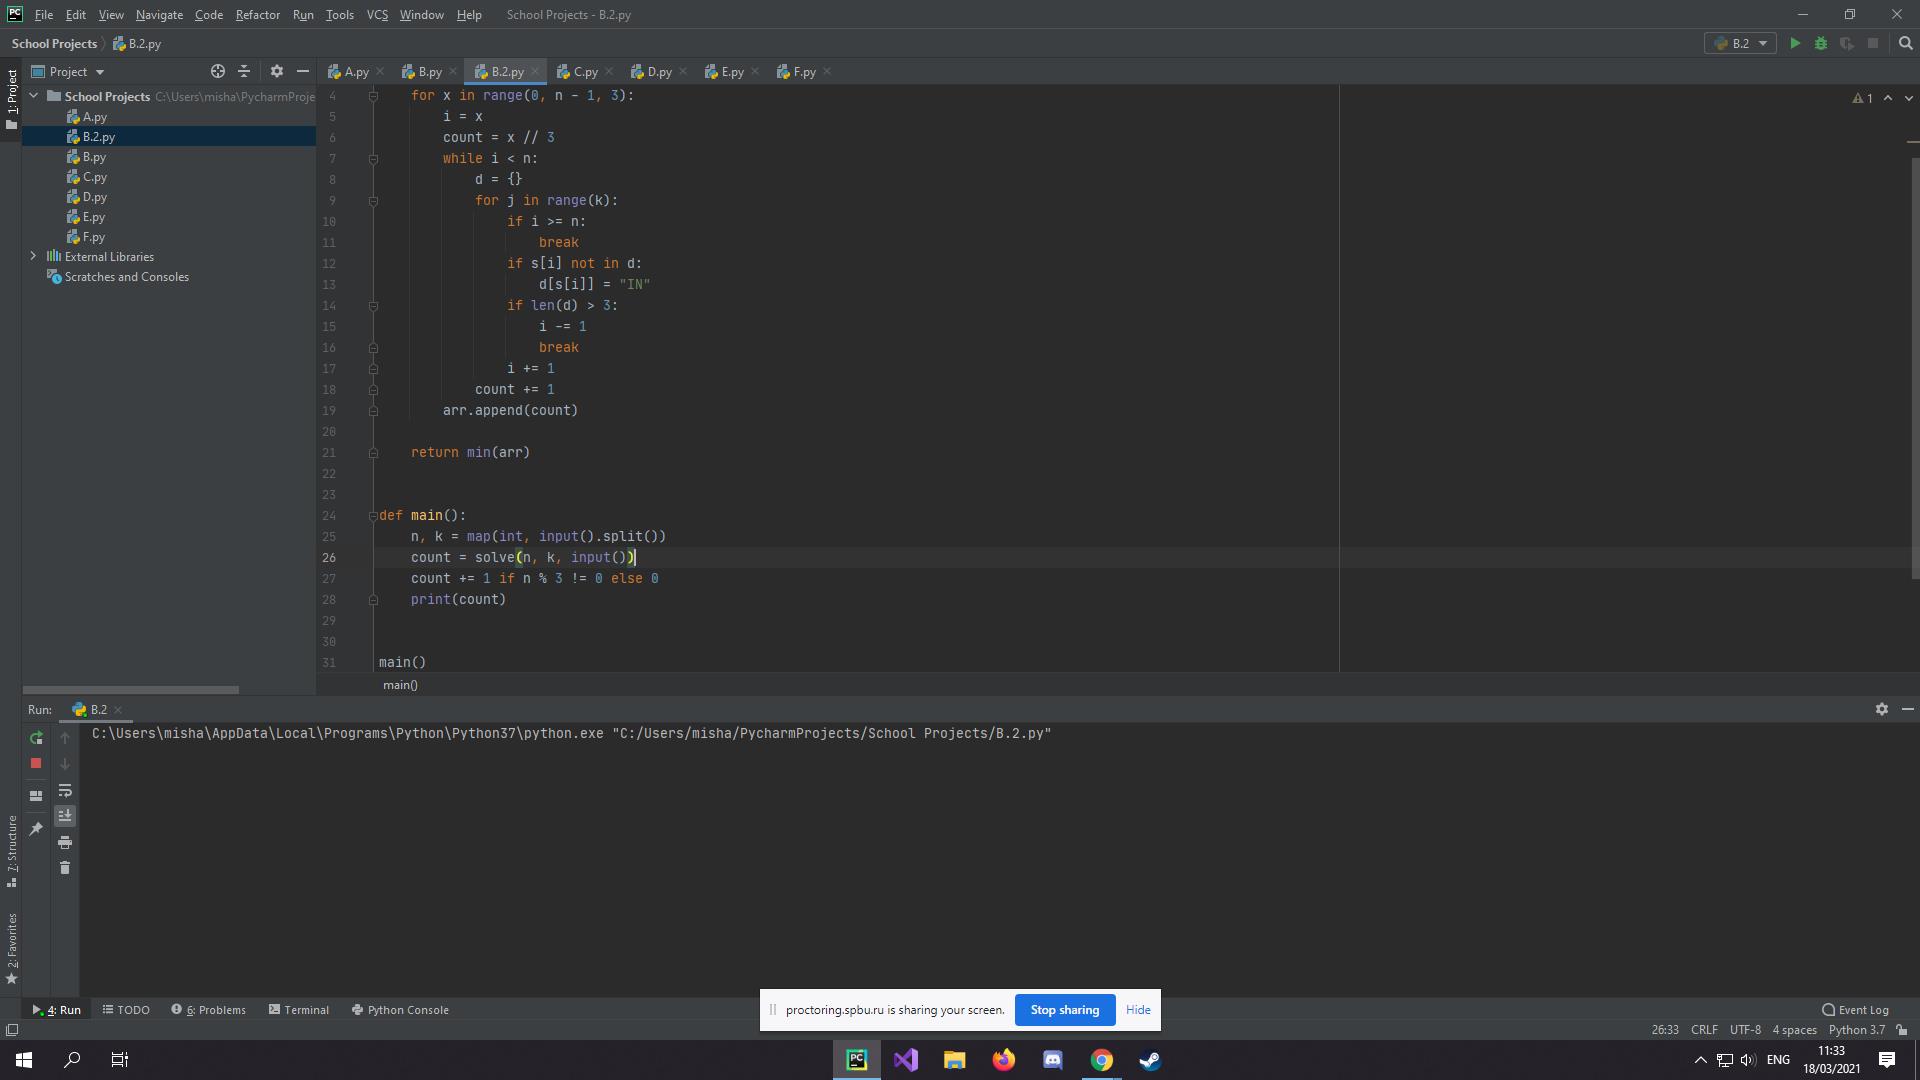 File Edit View Navigate Code Refactor Run Tools VCS Window Help School Projects - B.2.py
School Projects B.2.py B.2
1: Project
Project
A.py B.py B.2.py C.py D.py E.py F.py
School Projects C:\Users\misha\PycharmProje
A.py
B.2.py
B.py
C.py
D.py
E.py
F.py
External Libraries
Scratches and Consoles
1
4 for x in range(0, n - 1, 3):
5 i = x
6 count = x // 3
7 while i < n:
8 d = {}
9 for j in range(k):
10 if i >= n:
11 break
12 if s[i] not in d:
13 d[s[i]] = "IN"
14 if len(d) > 3:
15 i -= 1
16 break
17 i += 1
18 count += 1
19 arr.append(count)
20
21 return min(arr)
22
23
24 def main():
25 n, k = map(int, input().split())
26 count = solve(n, k, input())
27 count += 1 if n % 3 != 0 else 0
28 print(count)
29
30
31 main()
main()
Run: B.2
C:\Users\misha\AppData\Local\Programs\Python\Python37\python.exe "C:/Users/misha/PycharmProjects/School Projects/B.2.py"
7: Structure
2: Favorites
proctoring.spbu.ru is sharing your screen. Stop sharing Hide
4: Run TODO 6: Problems Terminal Python Console Event Log
26:33 CRLF UTF-8 4 spaces Python 3.7
ENG
11:33
18/03/2021